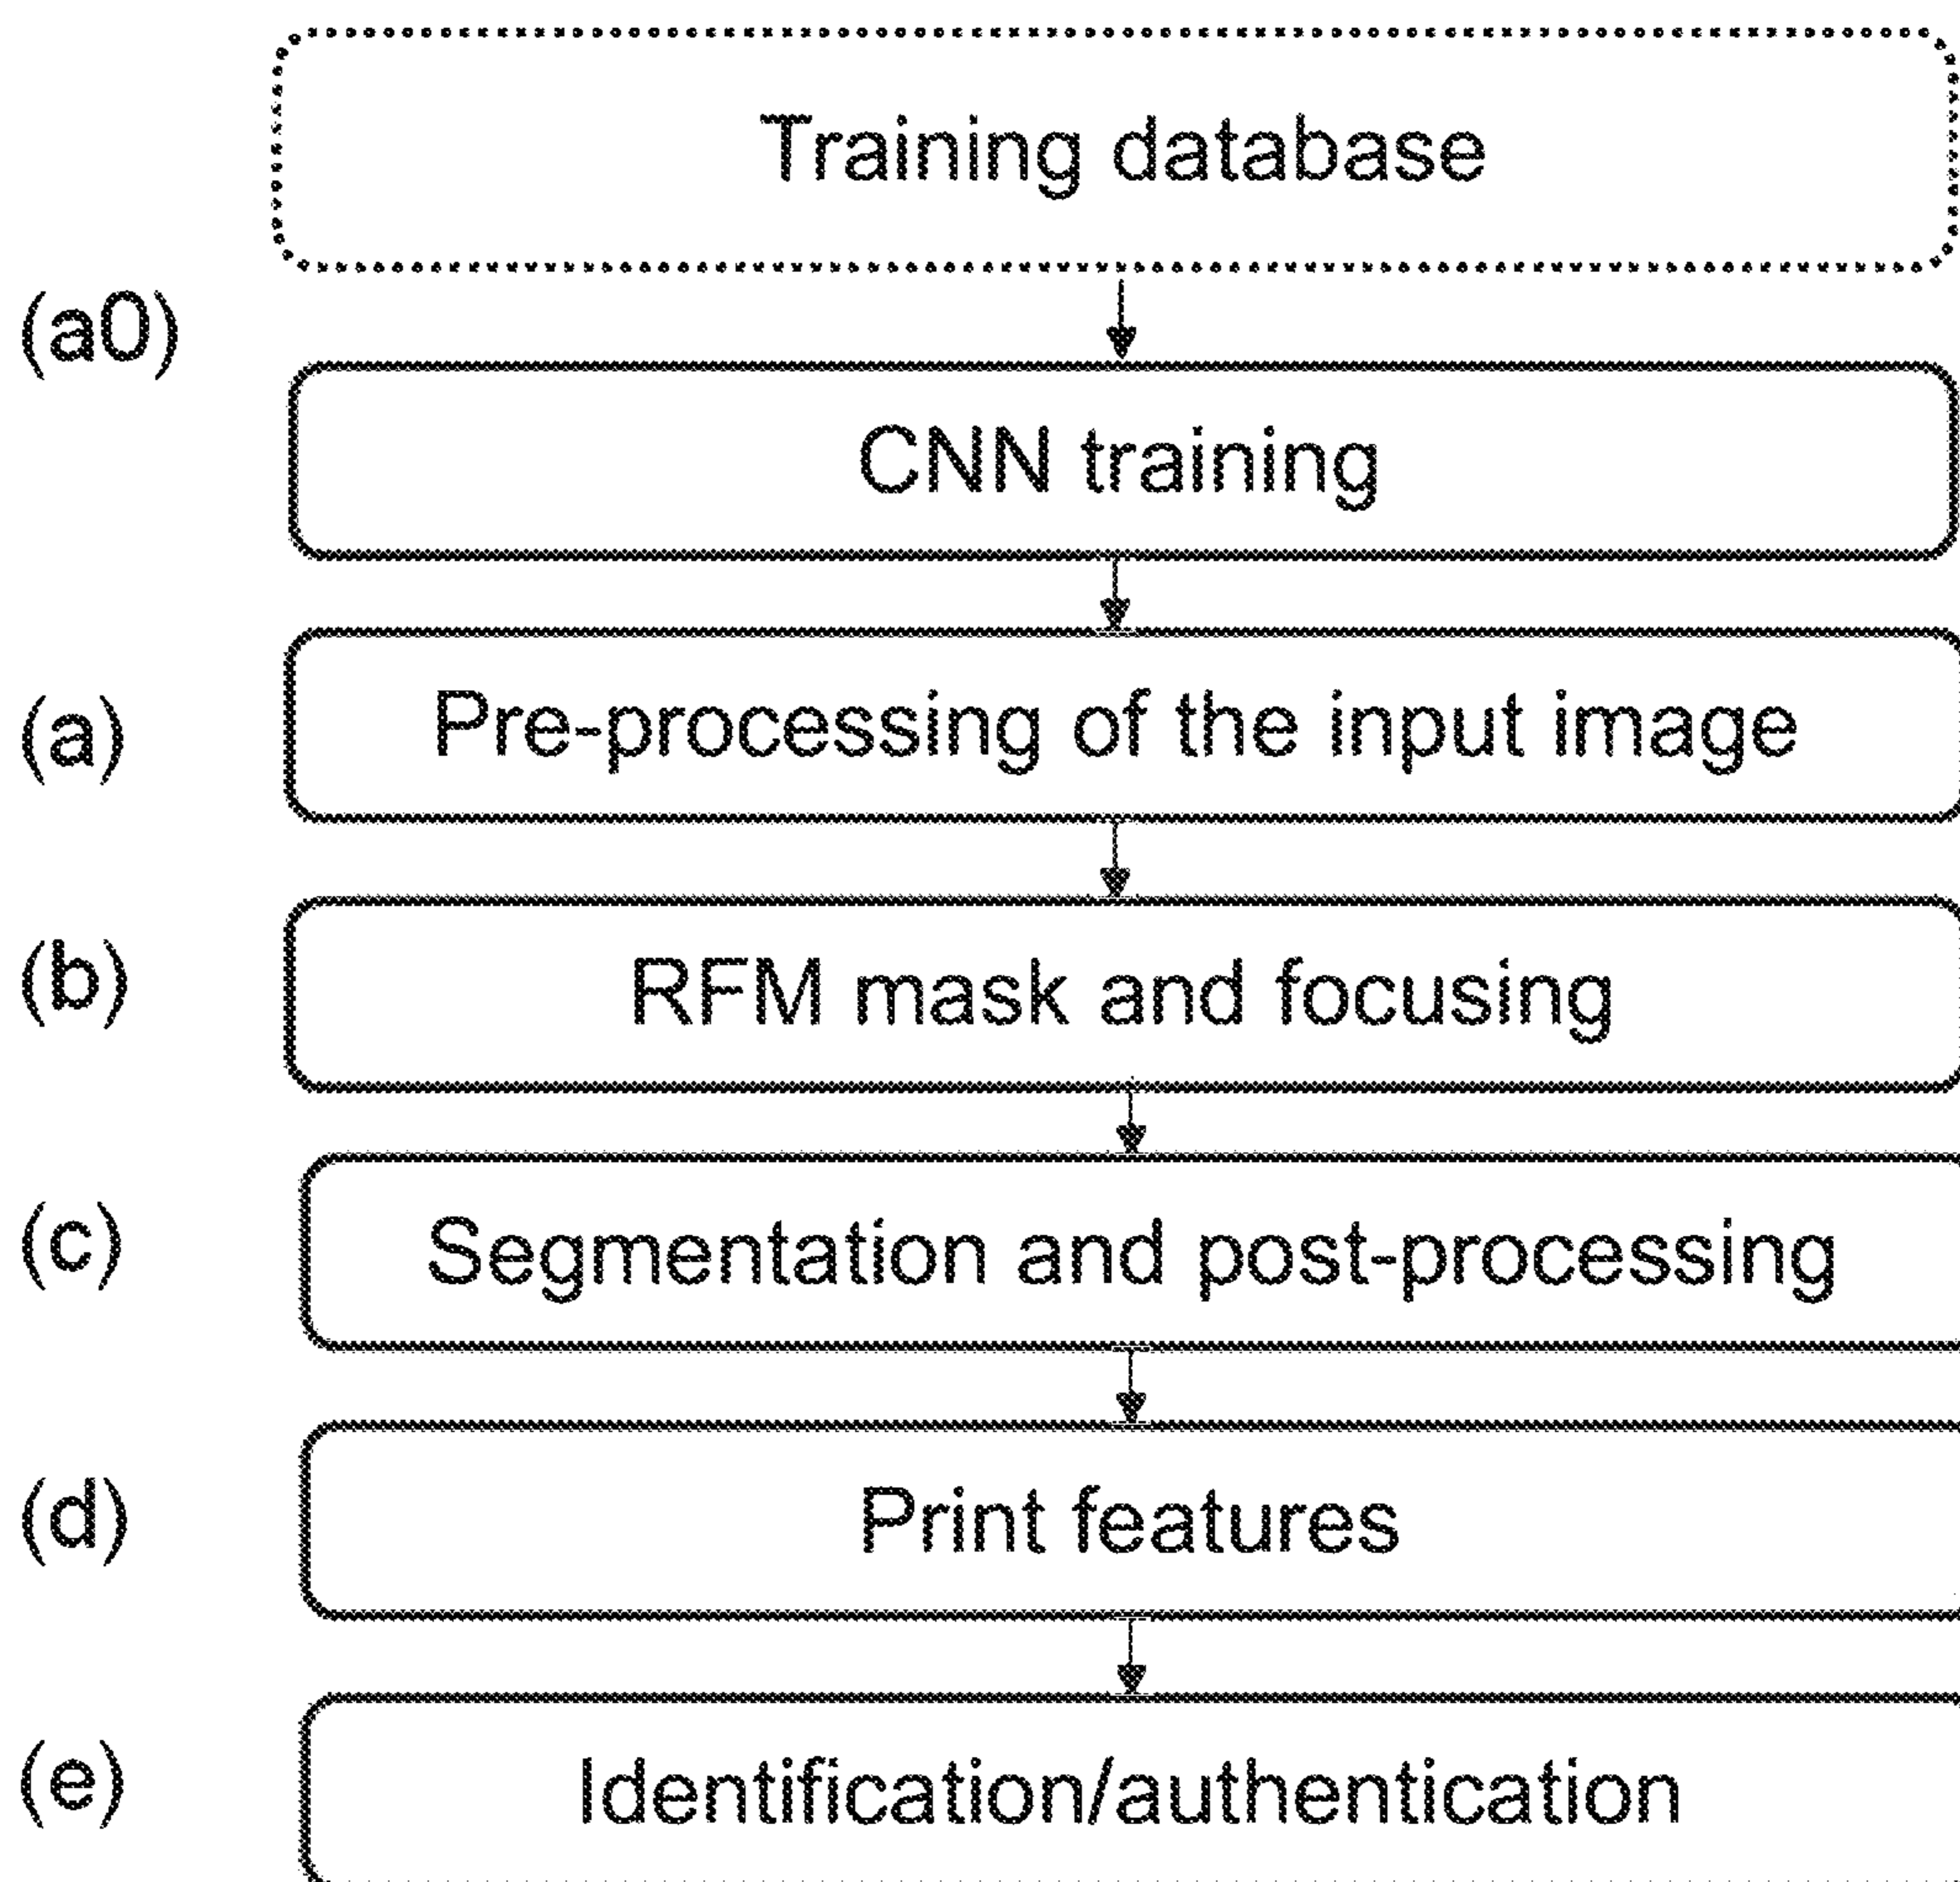 Training database
(a0)
CNN training
(a) Pre-processing of the input image
(b) RFM mask and focusing
(c) Segmentation and post-processing
(d) Print features
(e) Identification/authentication